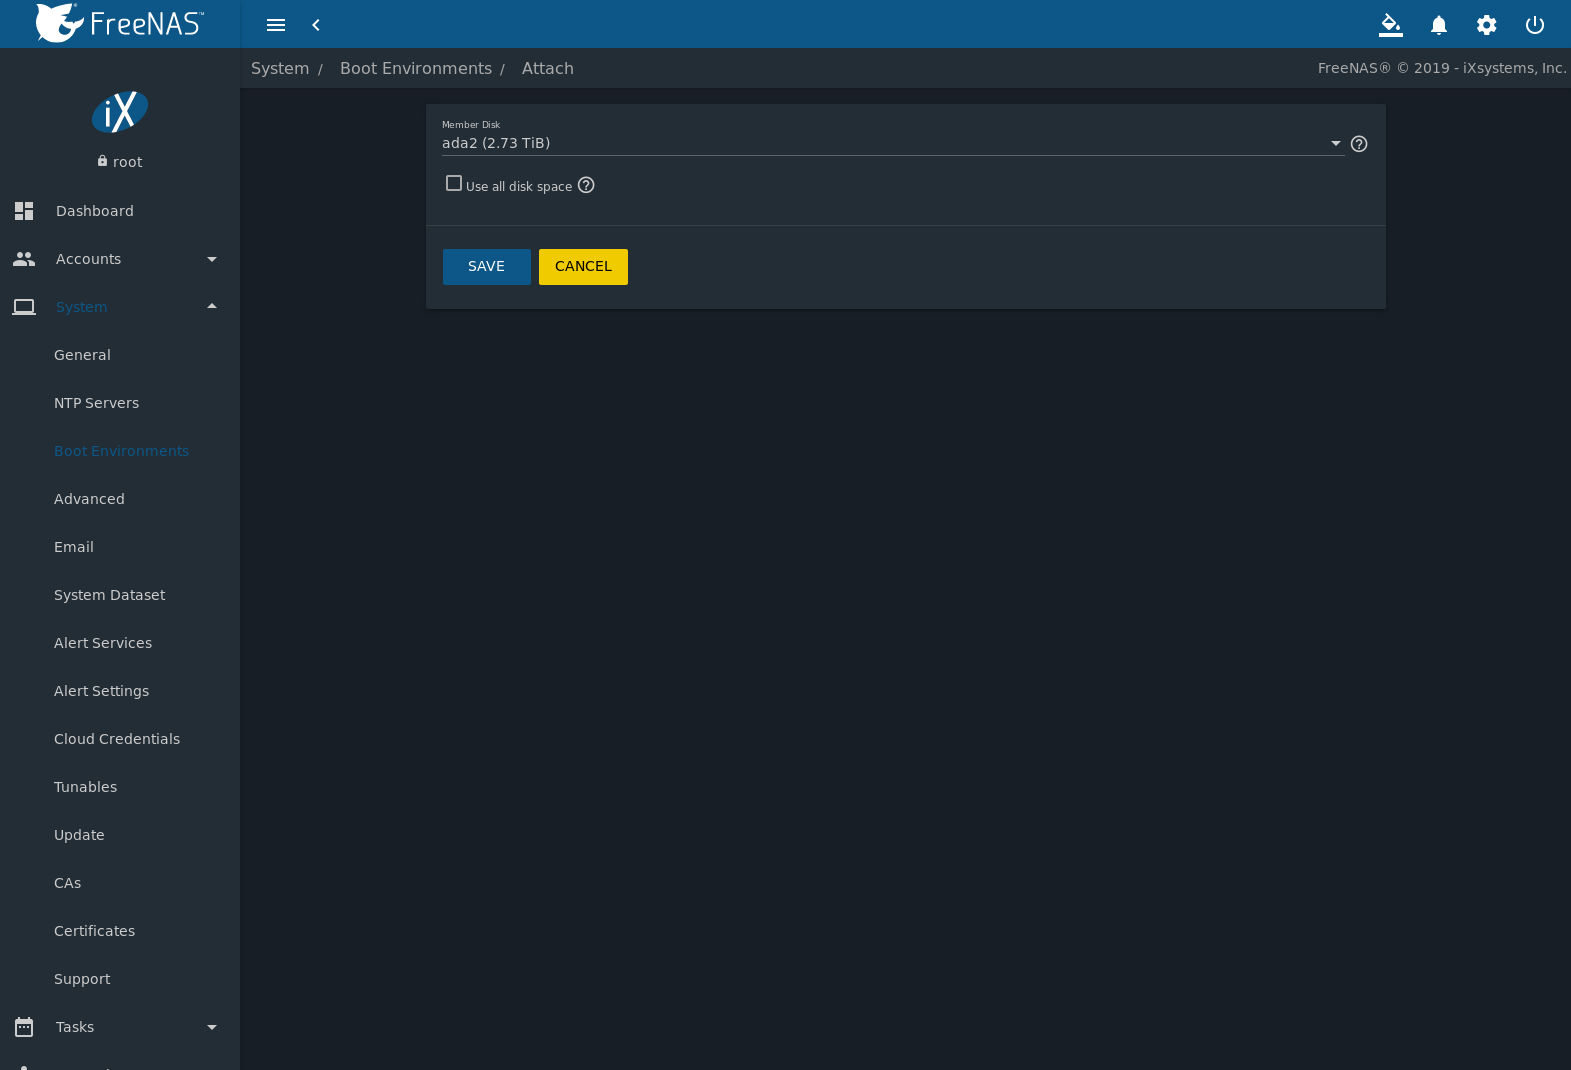 FreeNAS™
System / Boot Environments / Attach
FreeNAS® © 2019 - iXsystems, Inc.
iX
root
Dashboard
Accounts
System
General
NTP Servers
Boot Environments
Advanced
Email
System Dataset
Alert Services
Alert Settings
Cloud Credentials
Tunables
Update
CAs
Certificates
Support
Tasks
Member Disk
ada2 (2.73 TiB)
Use all disk space
SAVE
CANCEL